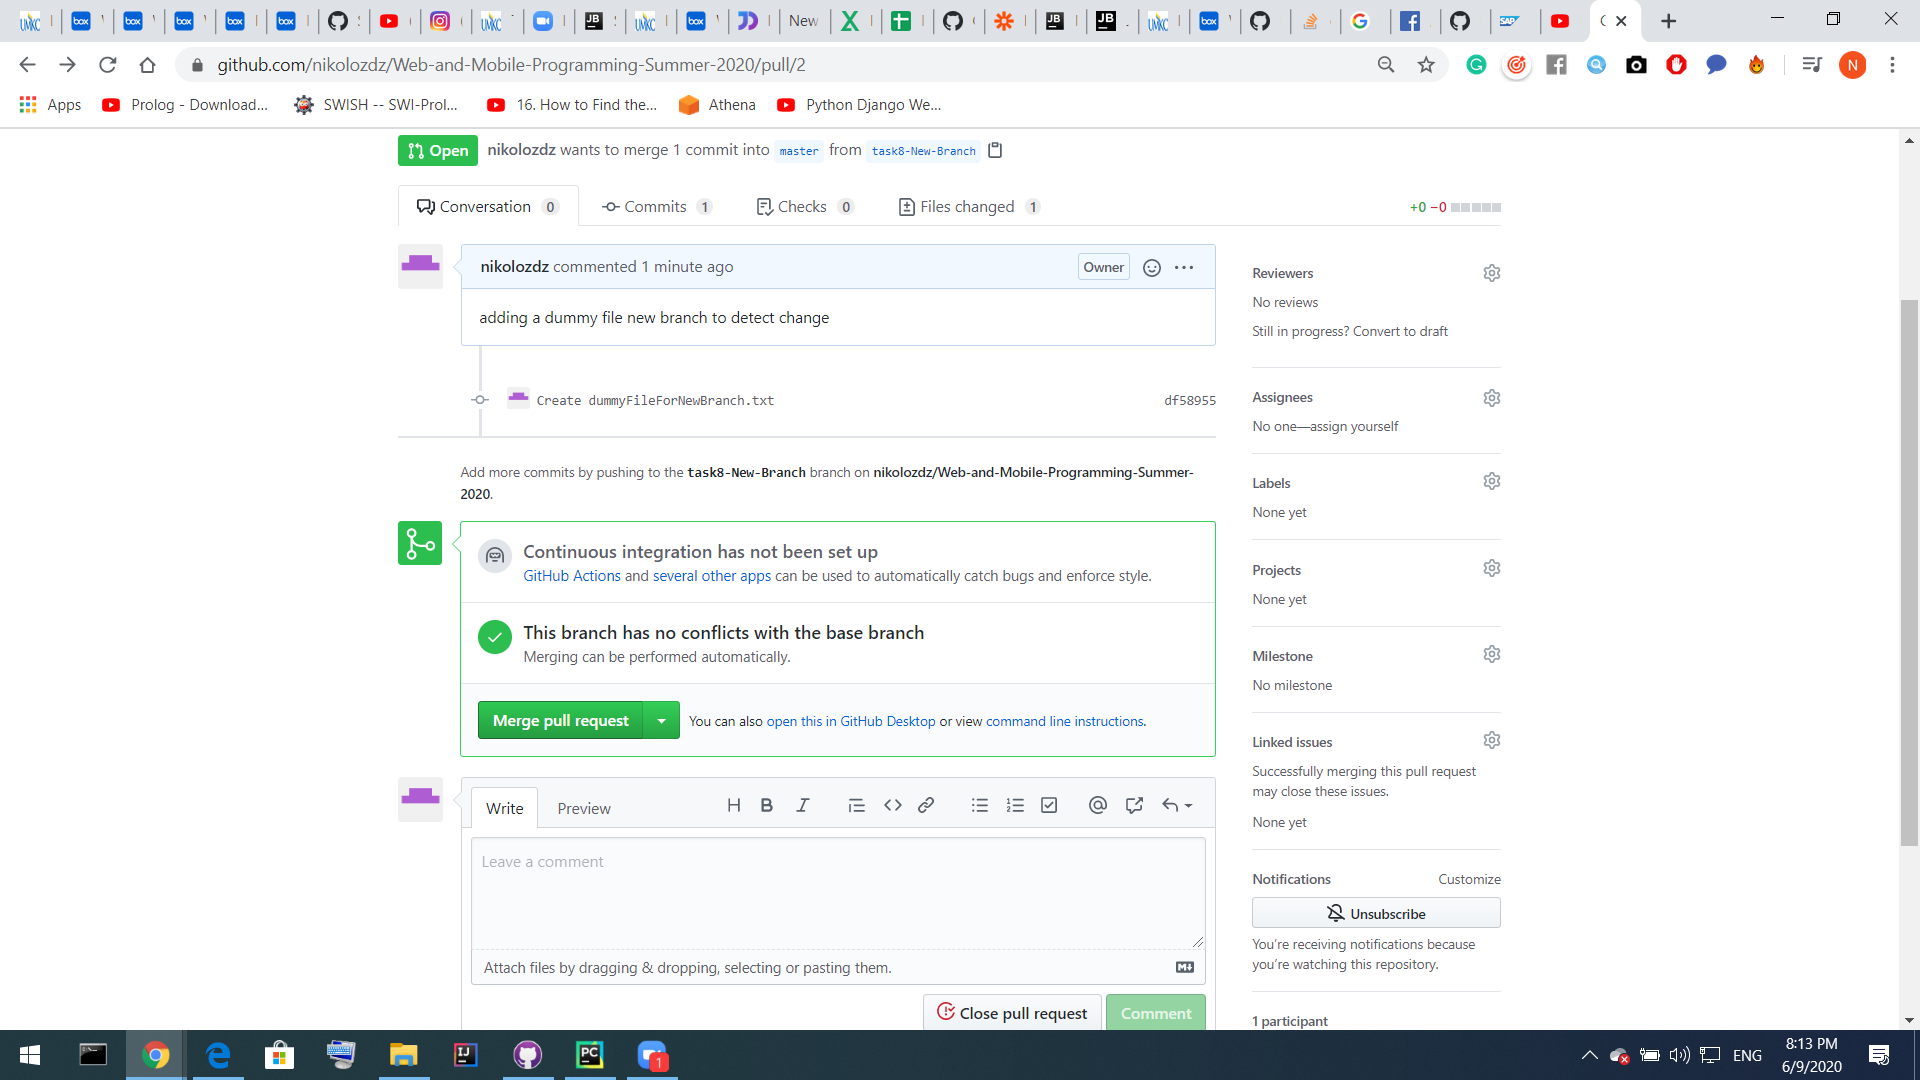 New
github.com/nikolozdz/Web-and-Mobile-Programming-Summer-2020/pull/2
Apps
Prolog - Download...
SWISH -- SWI-Prol...
16. How to Find the...
Athena
Python Django We...
Open
nikolozdz wants to merge 1 commit into master from task8-New-Branch
Conversation 0
Commits 1
Checks 0
Files changed 1
+0 −0
nikolozdz commented 1 minute ago
Owner
adding a dummy file new branch to detect change
Create dummyFileForNewBranch.txt
df58955
Add more commits by pushing to the task8-New-Branch branch on nikolozdz/Web-and-Mobile-Programming-Summer-
2020.
Continuous integration has not been set up
GitHub Actions and several other apps can be used to automatically catch bugs and enforce style.
This branch has no conflicts with the base branch
Merging can be performed automatically.
Merge pull request
You can also open this in GitHub Desktop or view command line instructions.
Write
Preview
Leave a comment
Attach files by dragging & dropping, selecting or pasting them.
Close pull request
Comment
Reviewers
No reviews
Still in progress? Convert to draft
Assignees
No one—assign yourself
Labels
None yet
Projects
None yet
Milestone
No milestone
Linked issues
Successfully merging this pull request
may close these issues.
None yet
Notifications
Customize
Unsubscribe
You're receiving notifications because
you're watching this repository.
1 participant
ENG
8:13 PM
6/9/2020